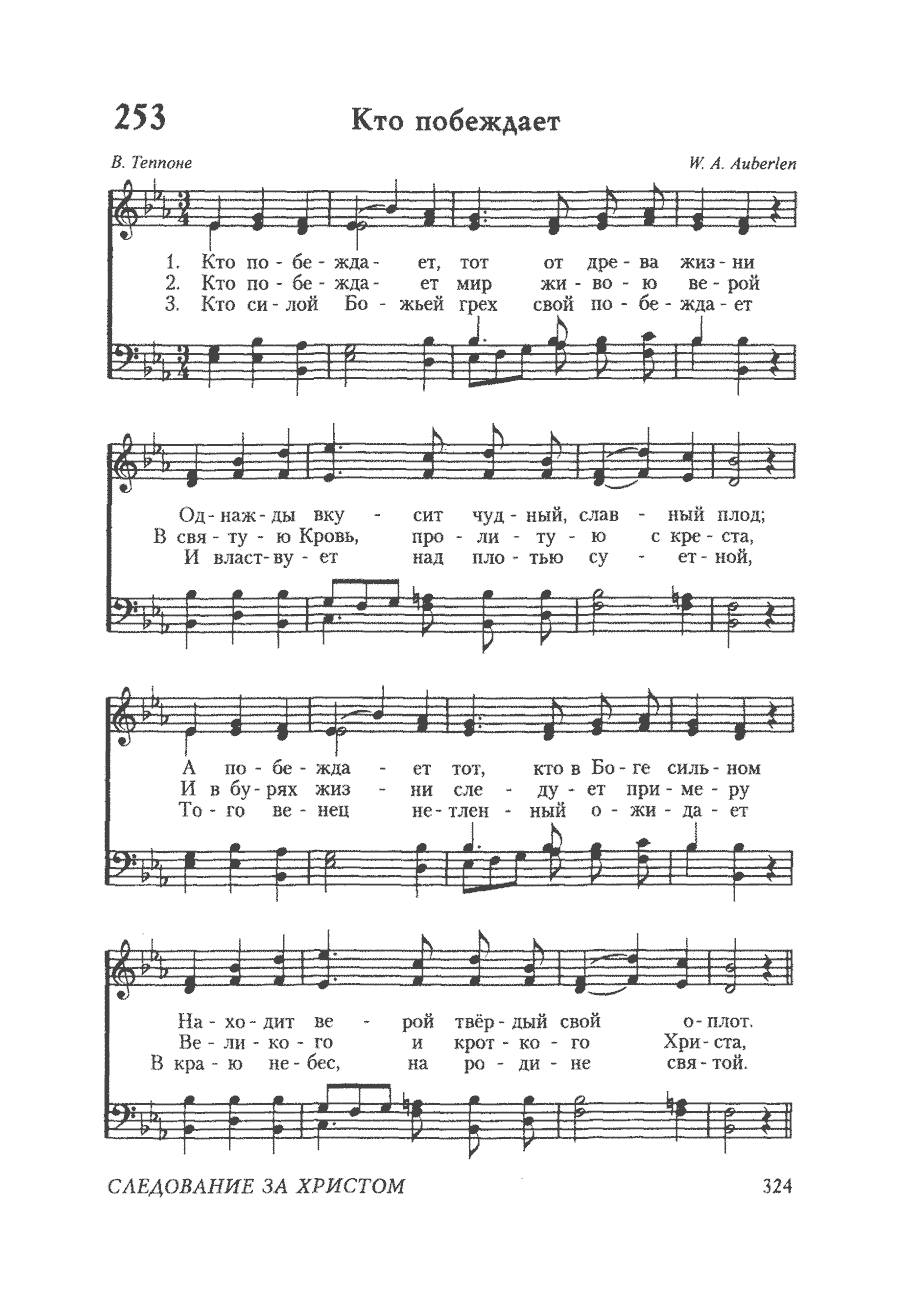 253 Кто побеждает
В. Теппоне W. A. Auberlen
1. Кто по - бе - жда - ет, тот от дре - ва жиз - ни
2. Кто по - бе - жда - ет мир жи - во - ю ве - рой
3. Кто си - лой Бо - жьей грех свой по - бе - жда - ет
Од - наж - ды вку - сит чуд - ный, слав - ный плод;
В свя - ту - ю Кровь, про - ли - ту - ю с кре - ста,
И власт - ву - ет над пло - тью су - ет - ной,
А по - бе - жда - ет тот, кто в Бо - ге силь - ном
И в бу - рях жиз - ни сле - ду - ет при - ме - ру
То - го ве - нец не - тлен - ный о - жи - да - ет
На - хо - дит ве - рой твёр - дый свой о - плот.
Ве - ли - ко - го и крот - ко - го Хри - ста,
В кра - ю не - бес, на ро - ди - не свя - той.
СЛЕДОВАНИЕ ЗА ХРИСТОМ 324